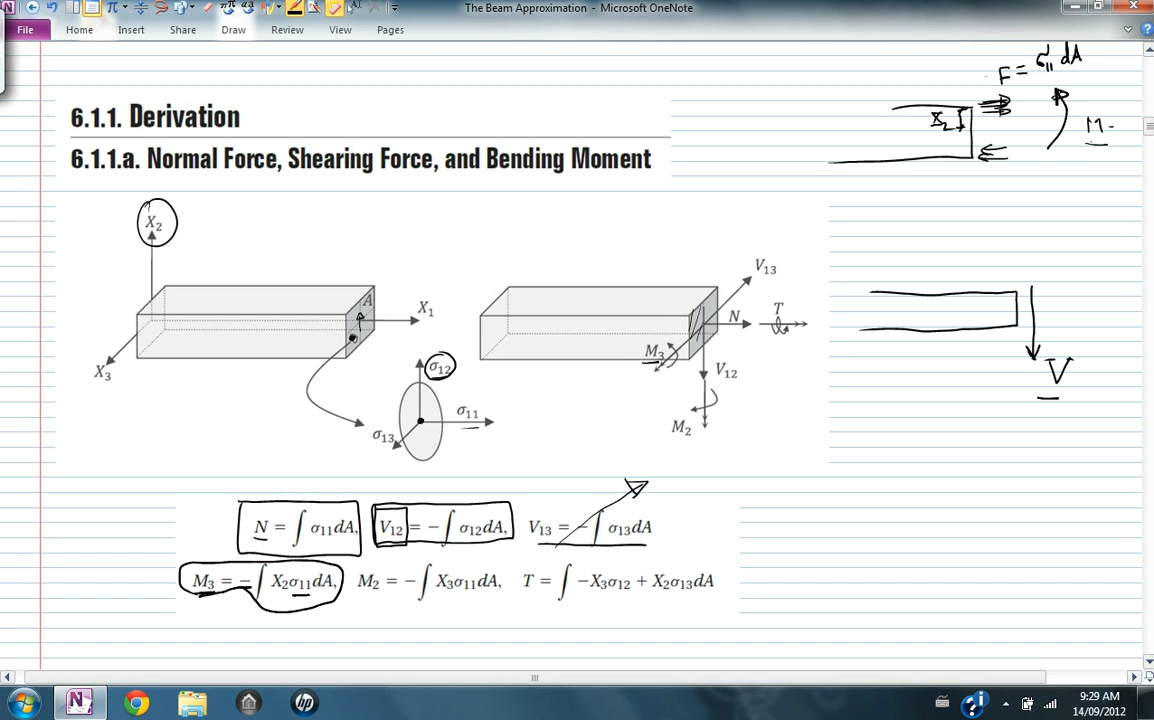 The Beam Approximation - Microsoft OneNote
File Home Insert Share Draw Review View Pages
F = σ11 dA
X2
M
6.1.1. Derivation
6.1.1.a. Normal Force, Shearing Force, and Bending Moment
X2
A
X1
X3
σ12
σ11
σ13
V13
N
T
M3
V12
M2
V
N = ∫ σ11dA, V12 = −∫ σ12dA, V13 = −∫ σ13dA
M3 = −∫ X2σ11dA, M2 = −∫ X3σ11dA, T = ∫ −X3σ12 + X2σ13dA
9:29 AM
14/09/2012